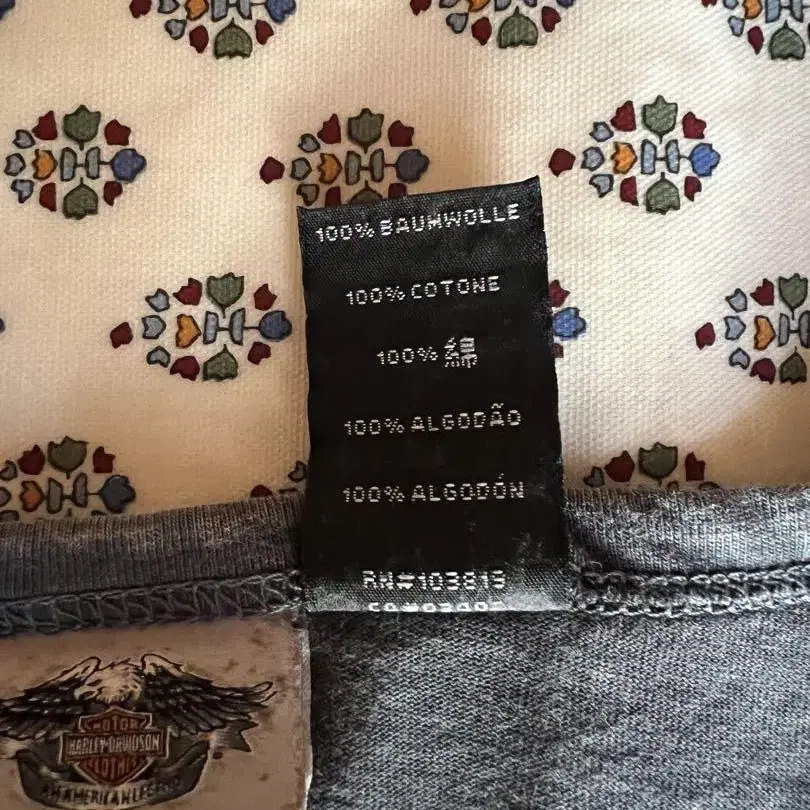 100% BAUMWOLLE
100% COTONE
100% 綿
100% ALGODÃO
100% ALGODÓN
RN#103819
MOTOR
HARLEY-DAVIDSON
CLOTHES
AN AMERICAN LEGEND